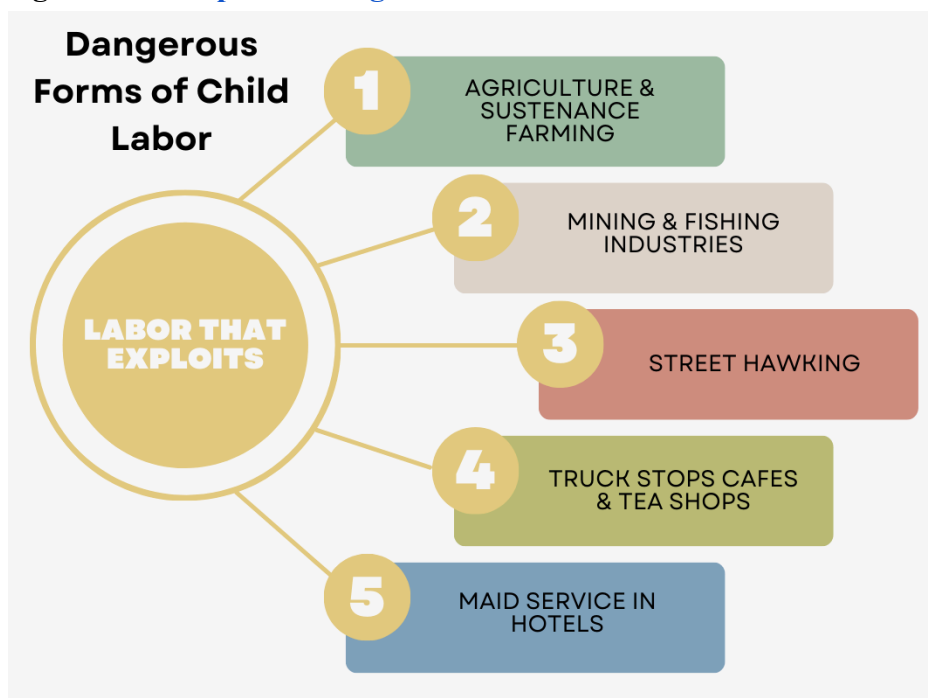 Dangerous
Forms of Child
Labor
LABOR THAT
EXPLOITS
1
AGRICULTURE &
SUSTENANCE
FARMING
2
MINING & FISHING
INDUSTRIES
3
STREET HAWKING
4
TRUCK STOPS CAFES
& TEA SHOPS
5
MAID SERVICE IN
HOTELS